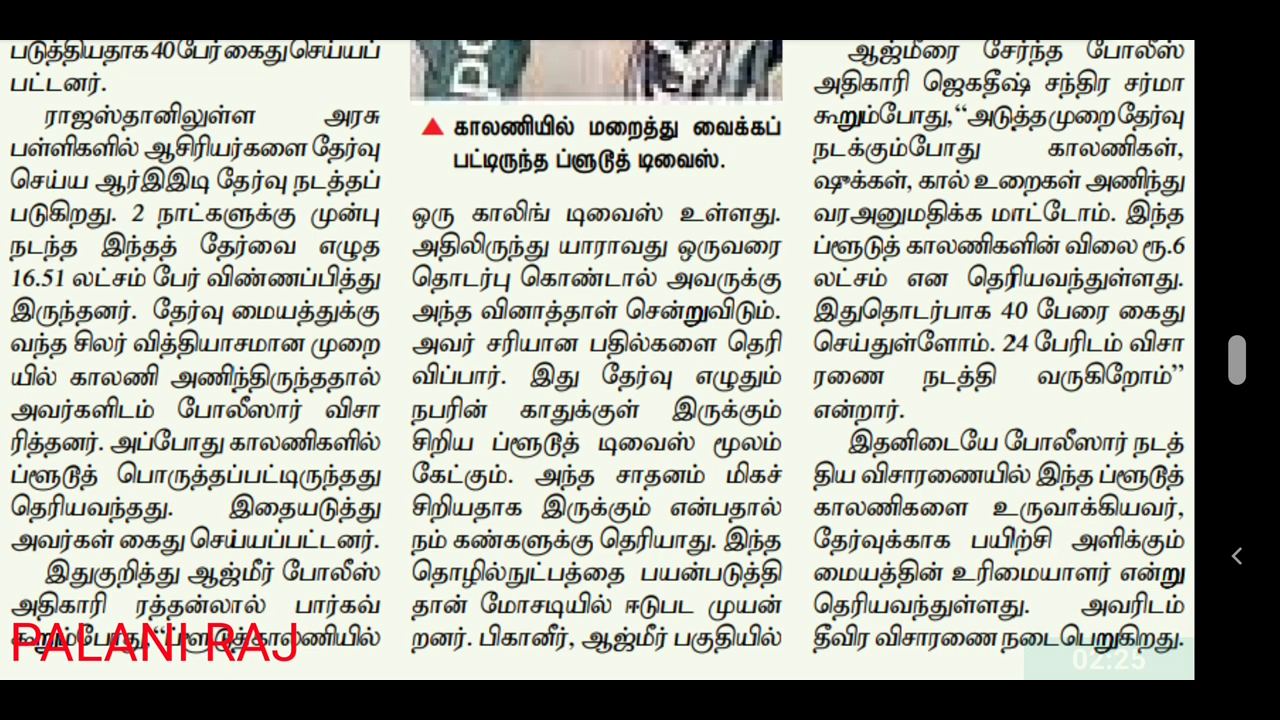 படுத்தியதாக 40 பேர் கைது செய்யப்
பட்டனர்.
ராஜஸ்தானிலுள்ள அரசு
பள்ளிகளில் ஆசிரியர்களை தேர்வு
செய்ய ஆர்இஇடி தேர்வு நடத்தப்
படுகிறது. 2 நாட்களுக்கு முன்பு
நடந்த இந்தத் தேர்வை எழுத
16.51 லட்சம் பேர் விண்ணப்பித்து
இருந்தனர். தேர்வு மையத்துக்கு
வந்த சிலர் வித்தியாசமான முறை
யில் காலணி அணிந்திருந்ததால்
அவர்களிடம் போலீஸார் விசா
ரித்தனர். அப்போது காலணிகளில்
ப்ளூடூத் பொருத்தப்பட்டிருந்தது
தெரியவந்தது. இதையடுத்து
அவர்கள் கைது செய்யப்பட்டனர்.
இதுகுறித்து ஆஜ்மீர் போலீஸ்
அதிகாரி ரத்தன்லால் பார்கவ்
கூறும்போது, “ப்ளூடூத் காலணியில்
PALANI RAJ
▲ காலணியில் மறைத்து வைக்கப்
பட்டிருந்த ப்ளுடூத் டிவைஸ்.
ஒரு காலிங் டிவைஸ் உள்ளது.
அதிலிருந்து யாராவது ஒருவரை
தொடர்பு கொண்டால் அவருக்கு
அந்த வினாத்தாள் சென்றுவிடும்.
அவர் சரியான பதில்களை தெரி
விப்பார். இது தேர்வு எழுதும்
நபரின் காதுக்குள் இருக்கும்
சிறிய ப்ளூடூத் டிவைஸ் மூலம்
கேட்கும். அந்த சாதனம் மிகச்
சிறியதாக இருக்கும் என்பதால்
நம் கண்களுக்கு தெரியாது. இந்த
தொழில்நுட்பத்தை பயன்படுத்தி
தான் மோசடியில் ஈடுபட முயன்
றனர். பிகானீர், ஆஜ்மீர் பகுதியில்
ஆஜ்மீரை சேர்ந்த போலீஸ்
அதிகாரி ஜெகதீஷ் சந்திர சர்மா
கூறும்போது, “அடுத்த முறை தேர்வு
நடக்கும்போது காலணிகள்,
ஷுக்கள், கால் உறைகள் அணிந்து
வர அனுமதிக்க மாட்டோம். இந்த
ப்ளூடுத் காலணிகளின் விலை ரூ.6
லட்சம் என தெரியவந்துள்ளது.
இதுதொடர்பாக 40 பேரை கைது
செய்துள்ளோம். 24 பேரிடம் விசா
ரணை நடத்தி வருகிறோம்”
என்றார்.
இதனிடையே போலீஸார் நடத்
திய விசாரணையில் இந்த ப்ளூடூத்
காலணிகளை உருவாக்கியவர்,
தேர்வுக்காக பயிற்சி அளிக்கும்
மையத்தின் உரிமையாளர் என்று
தெரியவந்துள்ளது. அவரிடம்
தீவிர விசாரணை நடைபெறுகிறது.
02:25